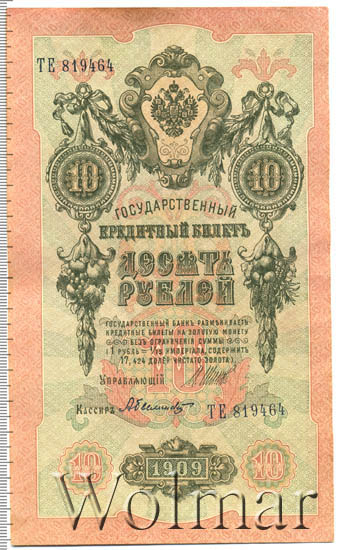 ТЕ 819464
10 10
ГОСУДАРСТВЕННЫЙ
КРЕДИТНЫЙ БИЛЕТЪ
ДЕСЯТЬ
РУБЛЕЙ
ГОСУДАРСТВЕННЫЙ БАНКЪ РАЗМѢНИВАЕТЪ
КРЕДИТНЫЕ БИЛЕТЫ НА ЗОЛОТУЮ МОНЕТУ
БЕЗЪ ОГРАНИЧЕНІЯ СУММЫ
(1 РУБЛЬ = 1/15 ИМПЕРІАЛА, СОДЕРЖИТЪ
17,424 ДОЛЕЙ ЧИСТАГО ЗОЛОТА).
Управляющій
Кассиръ
ТЕ 819464
10 1909 10
Wolmar